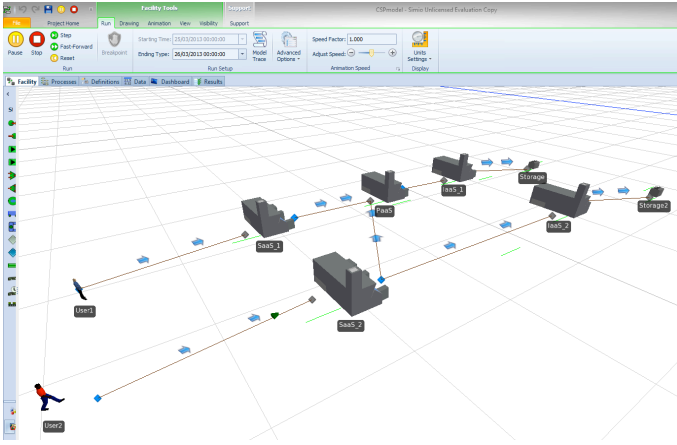 Facility Tools
Support
CSPmodel - Simio Unlicensed Evaluation Copy
File
Project Home
Run
Drawing
Animation
View
Visibility
Support
Pause
Stop
Step
Fast-Forward
Reset
Run
Breakpoint
Starting Time: 25/03/2013 00:00:00
Ending Type: 26/03/2013 00:00:00
Run Setup
Model Trace
Advanced Options
Speed Factor: 1.000
Adjust Speed:
Animation Speed
Units Settings
Display
Facility
Processes
Definitions
Data
Dashboard
Results
IaaS_1
Storage
PaaS
Storage2
IaaS_2
SaaS_1
User1
SaaS_2
User2